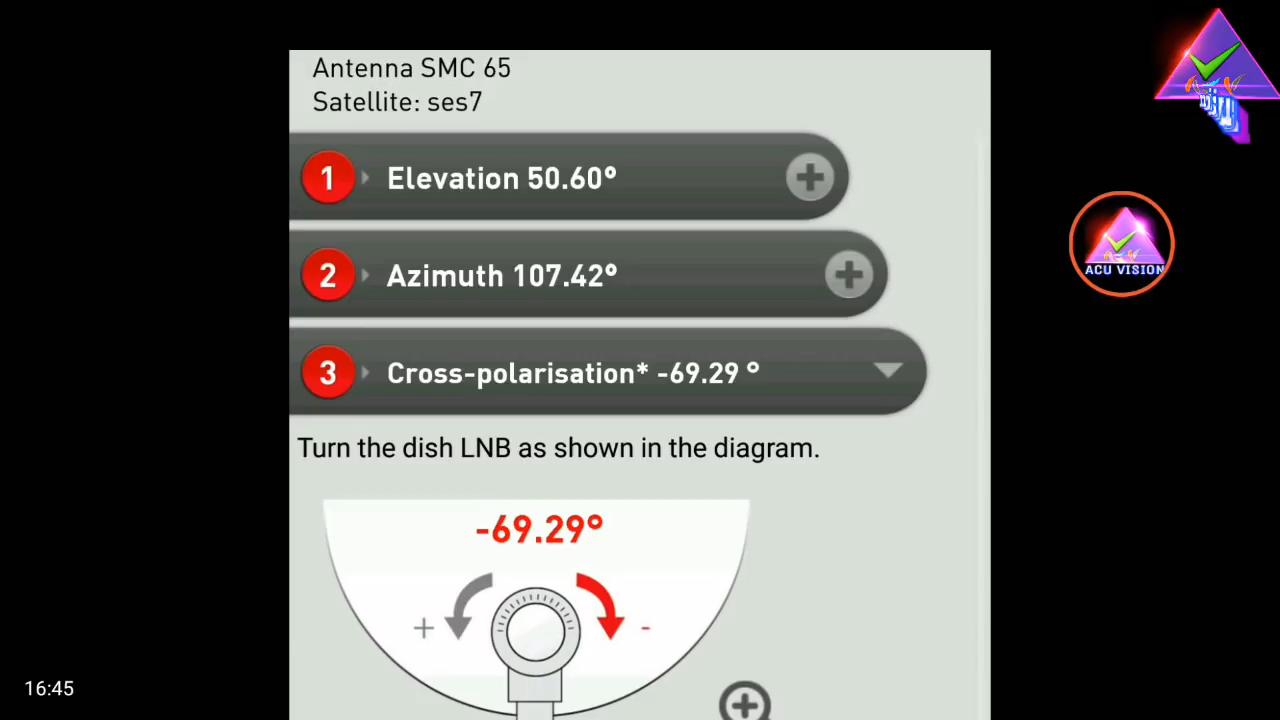 Antenna SMC 65
Satellite: ses7
1 Elevation 50.60°
2 Azimuth 107.42°
ACU VISION
3 Cross-polarisation* -69.29 °
Turn the dish LNB as shown in the diagram.
-69.29°
+ -
16:45